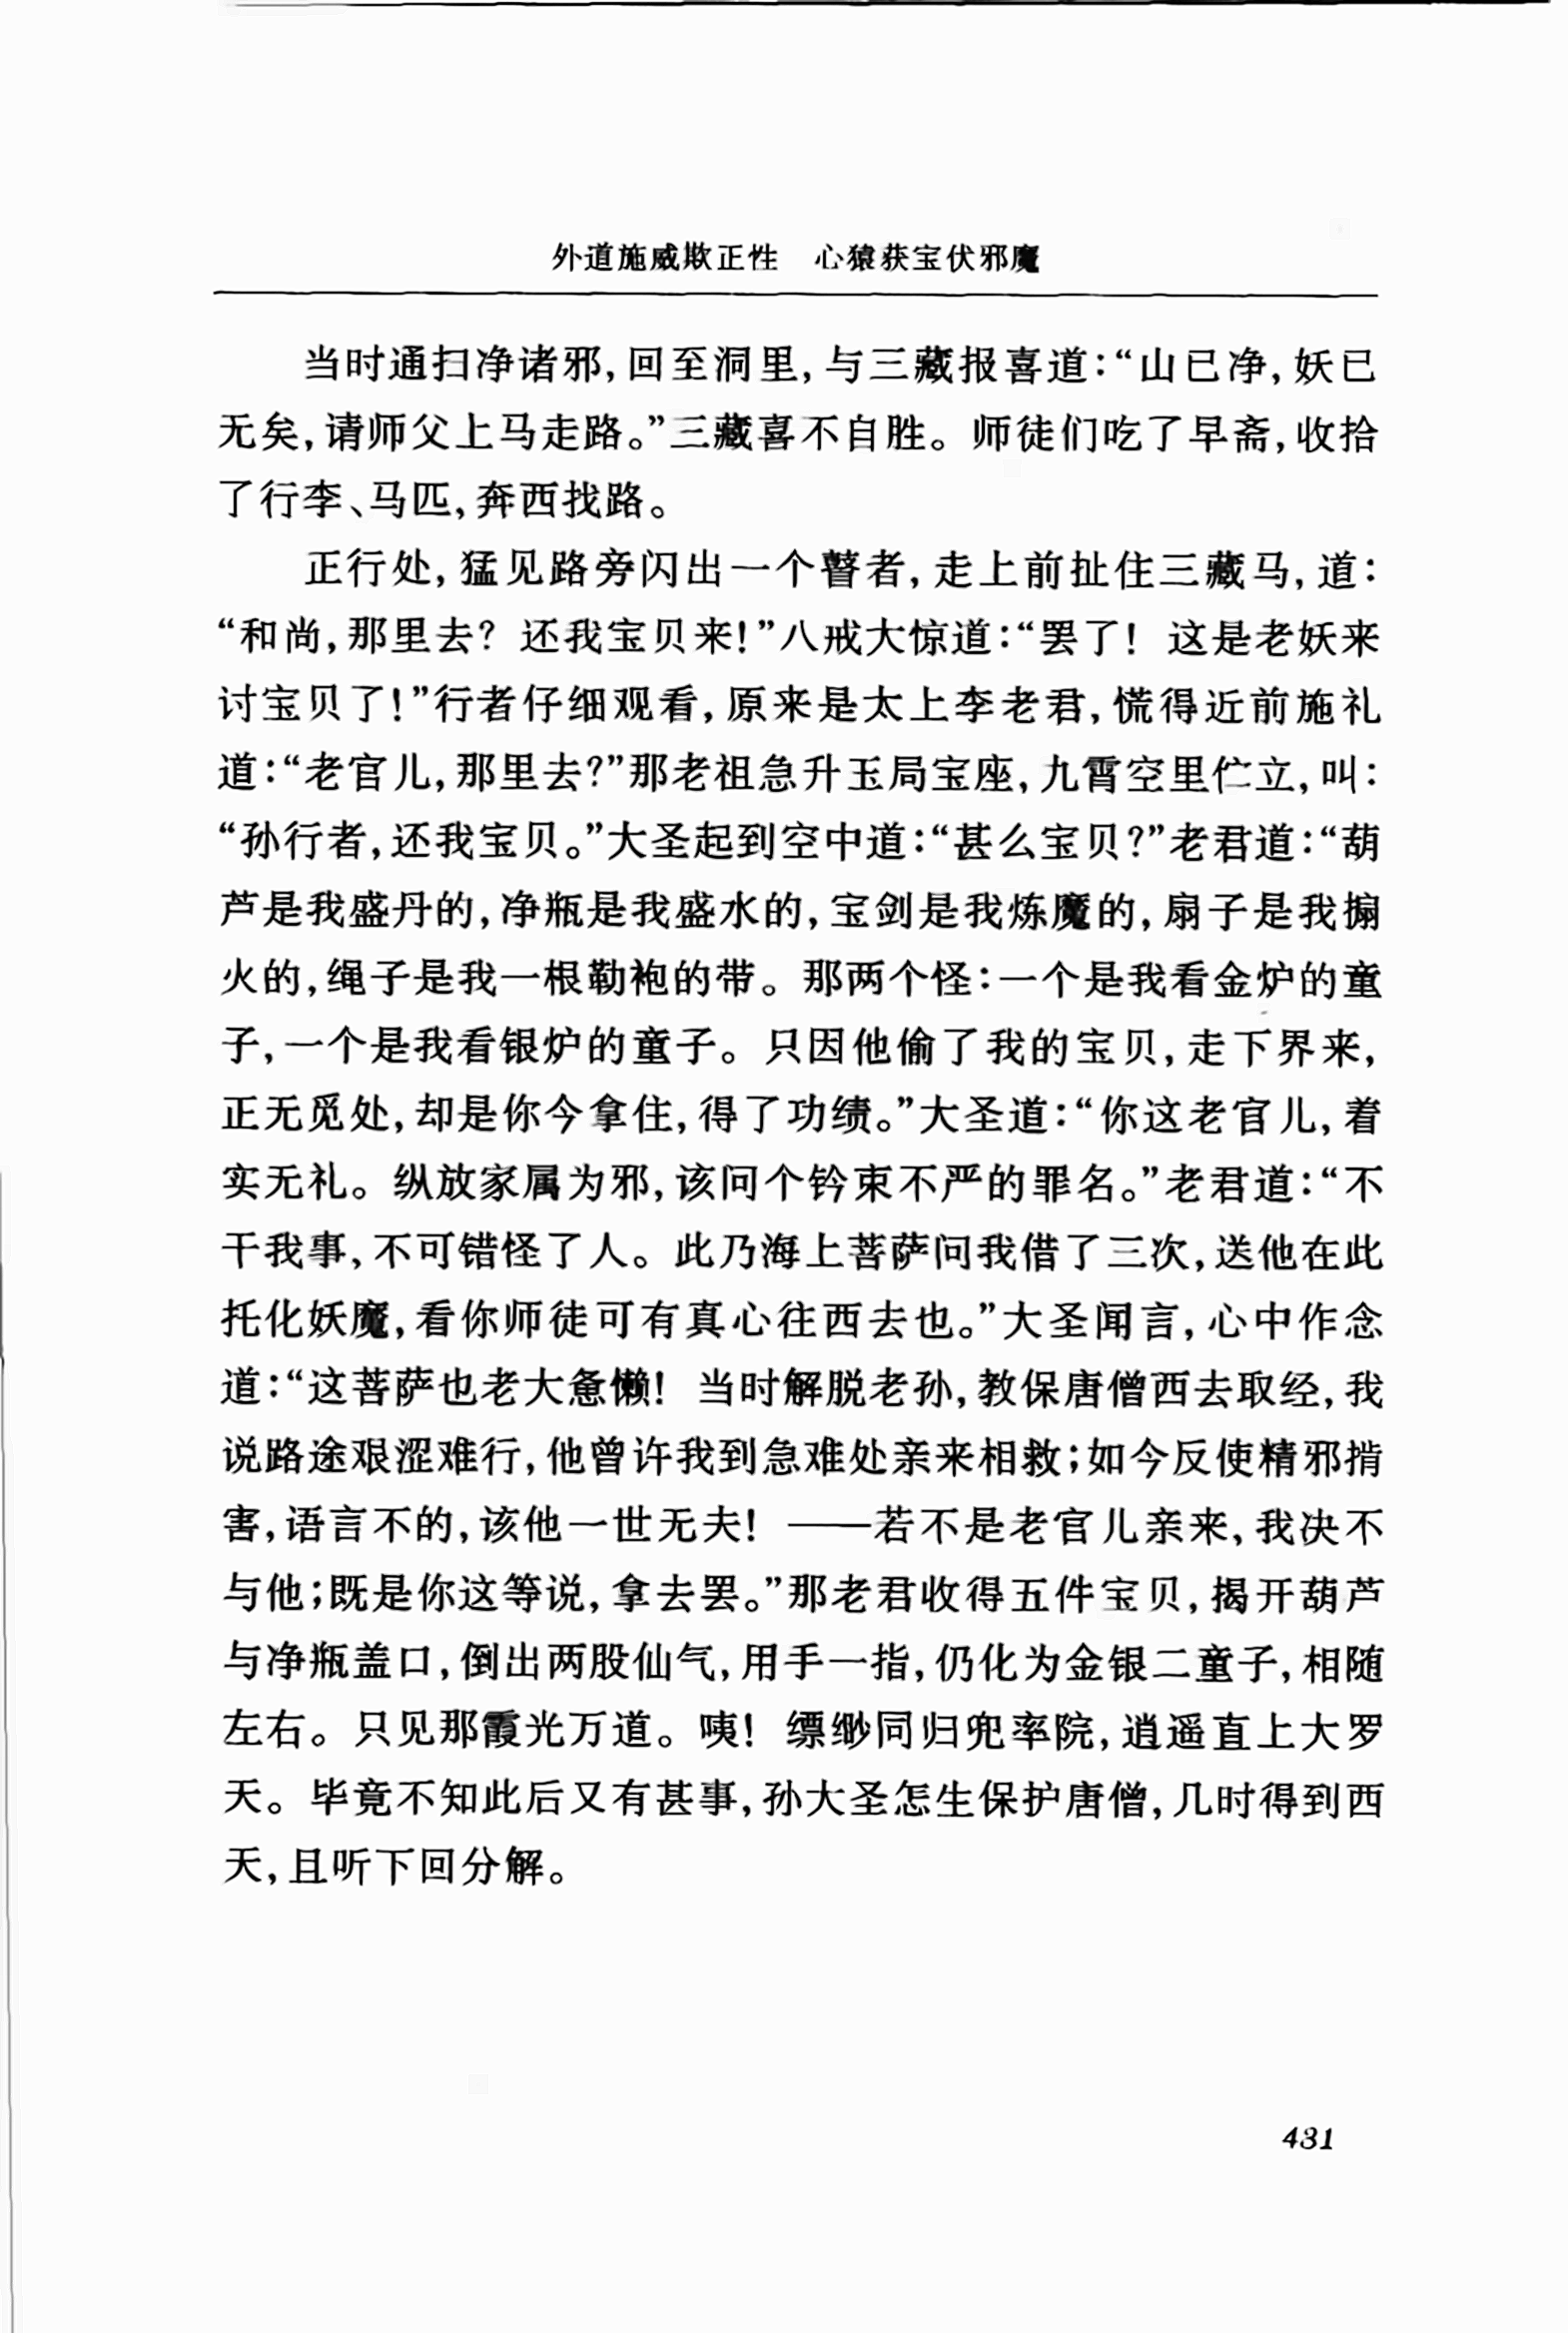 外道施威欺正性　心猿获宝伏邪魔
当时通扫净诸邪，回至洞里，与三藏报喜道：“山已净，妖已
无矣，请师父上马走路。”三藏喜不自胜。师徒们吃了早斋，收拾
了行李、马匹，奔西找路。
正行处，猛见路旁闪出一个瞽者，走上前扯住三藏马，道：
“和尚，那里去？还我宝贝来！”八戒大惊道：“罢了！这是老妖来
讨宝贝了！”行者仔细观看，原来是太上李老君，慌得近前施礼
道：“老官儿，那里去？”那老祖急升玉局宝座，九霄空里伫立，叫：
“孙行者，还我宝贝。”大圣起到空中道：“甚么宝贝？”老君道：“葫
芦是我盛丹的，净瓶是我盛水的，宝剑是我炼魔的，扇子是我搧
火的，绳子是我一根勒袍的带。那两个怪：一个是我看金炉的童
子，一个是我看银炉的童子。只因他偷了我的宝贝，走下界来，
正无觅处，却是你今拿住，得了功绩。”大圣道：“你这老官儿，着
实无礼。纵放家属为邪，该问个钤束不严的罪名。”老君道：“不
干我事，不可错怪了人。此乃海上菩萨问我借了三次，送他在此
托化妖魔，看你师徒可有真心往西去也。”大圣闻言，心中作念
道：“这菩萨也老大惫懒！当时解脱老孙，教保唐僧西去取经，我
说路途艰涩难行，他曾许我到急难处亲来相救；如今反使精邪掯
害，语言不的，该他一世无夫！——若不是老官儿亲来，我决不
与他；既是你这等说，拿去罢。”那老君收得五件宝贝，揭开葫芦
与净瓶盖口，倒出两股仙气，用手一指，仍化为金银二童子，相随
左右。只见那霞光万道。咦！缥缈同归兜率院，逍遥直上大罗
天。毕竟不知此后又有甚事，孙大圣怎生保护唐僧，几时得到西
天，且听下回分解。
431